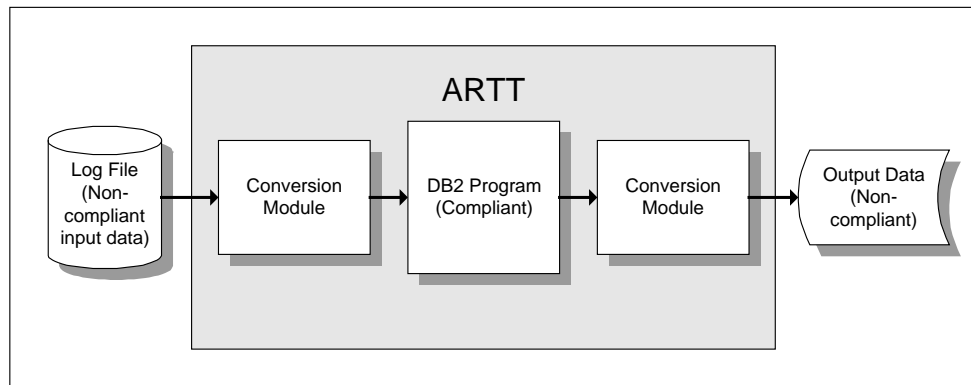 ARTT
Log File
(Non-
compliant
input data)
Conversion
Module
DB2 Program
(Compliant)
Conversion
Module
Output Data
(Non-
compliant)